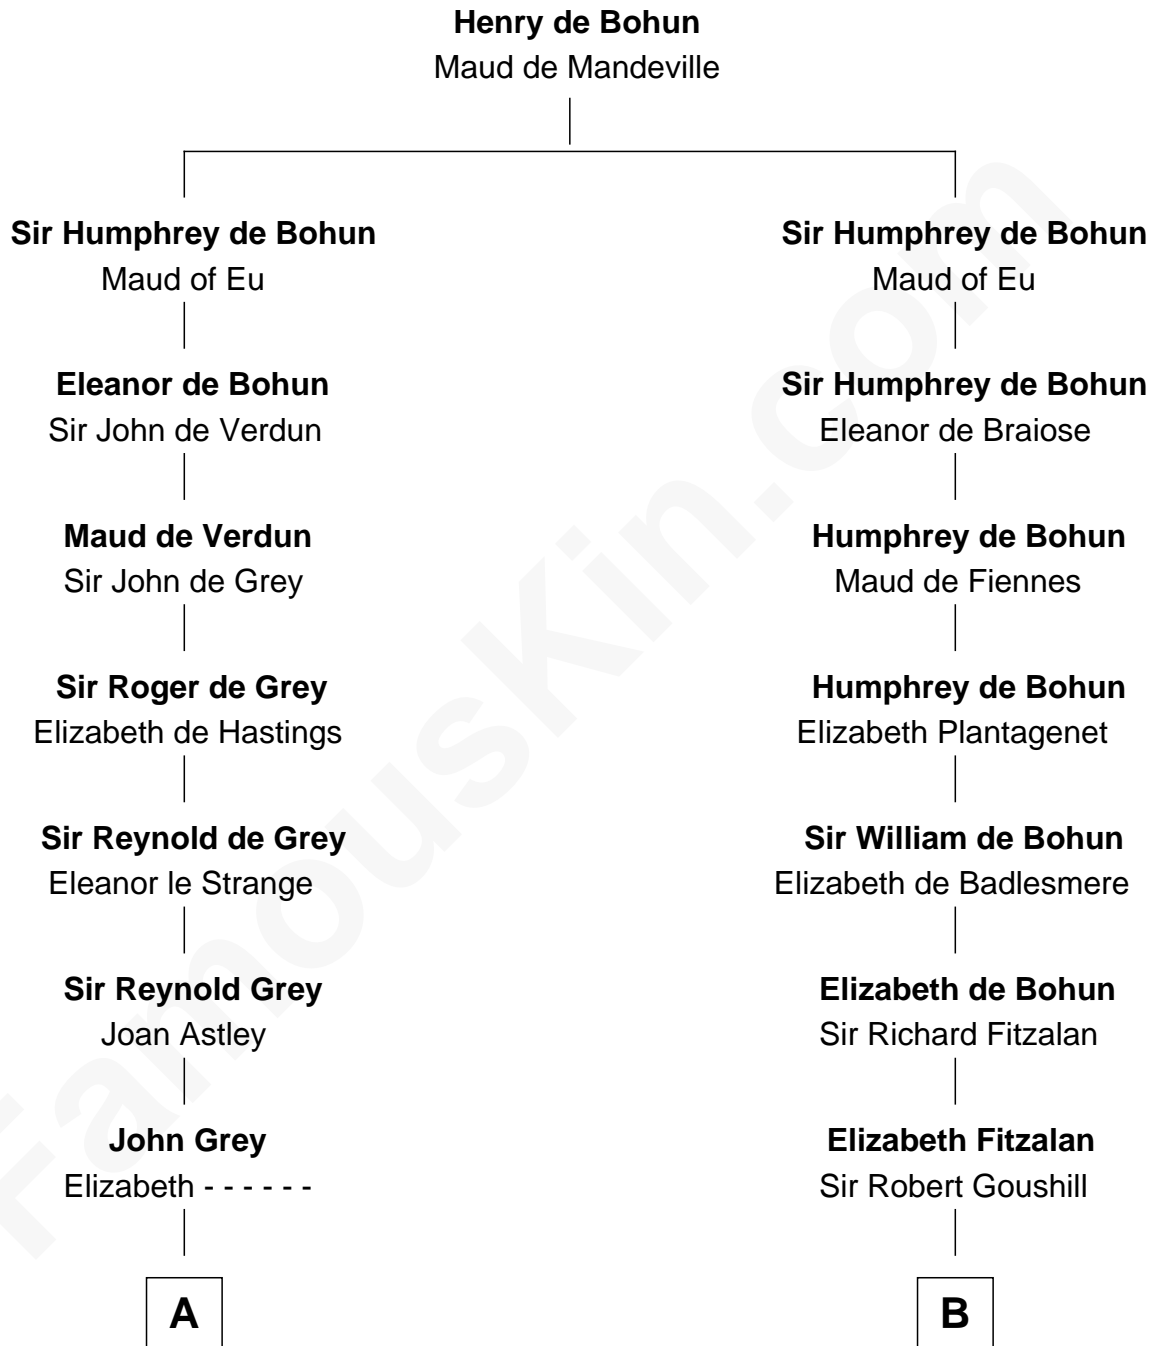 Henry de Bohun
Maud de Mandeville
Sir Humphrey de Bohun
Maud of Eu
Sir Humphrey de Bohun
Maud of Eu
Eleanor de Bohun
Sir John de Verdun
Sir Humphrey de Bohun
Eleanor de Braiose
Maud de Verdun
Sir John de Grey
Humphrey de Bohun
Maud de Fiennes
Sir Roger de Grey
Elizabeth de Hastings
Humphrey de Bohun
Elizabeth Plantagenet
Sir Reynold de Grey
Eleanor le Strange
Sir William de Bohun
Elizabeth de Badlesmere
Sir Reynold Grey
Joan Astley
Elizabeth de Bohun
Sir Richard Fitzalan
John Grey
Elizabeth - - - - - -
Elizabeth Fitzalan
Sir Robert Goushill
A
B
FamousKin.com